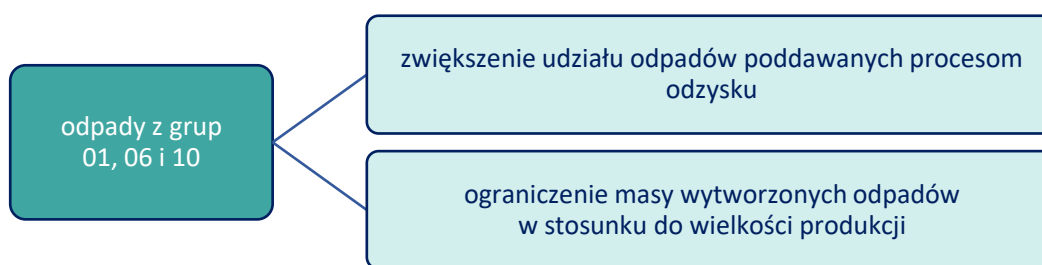 odpady z grup
01, 06 i 10
zwiększenie udziału odpadów poddawanych procesom
odzysku
ograniczenie masy wytworzonych odpadów
w stosunku do wielkości produkcji